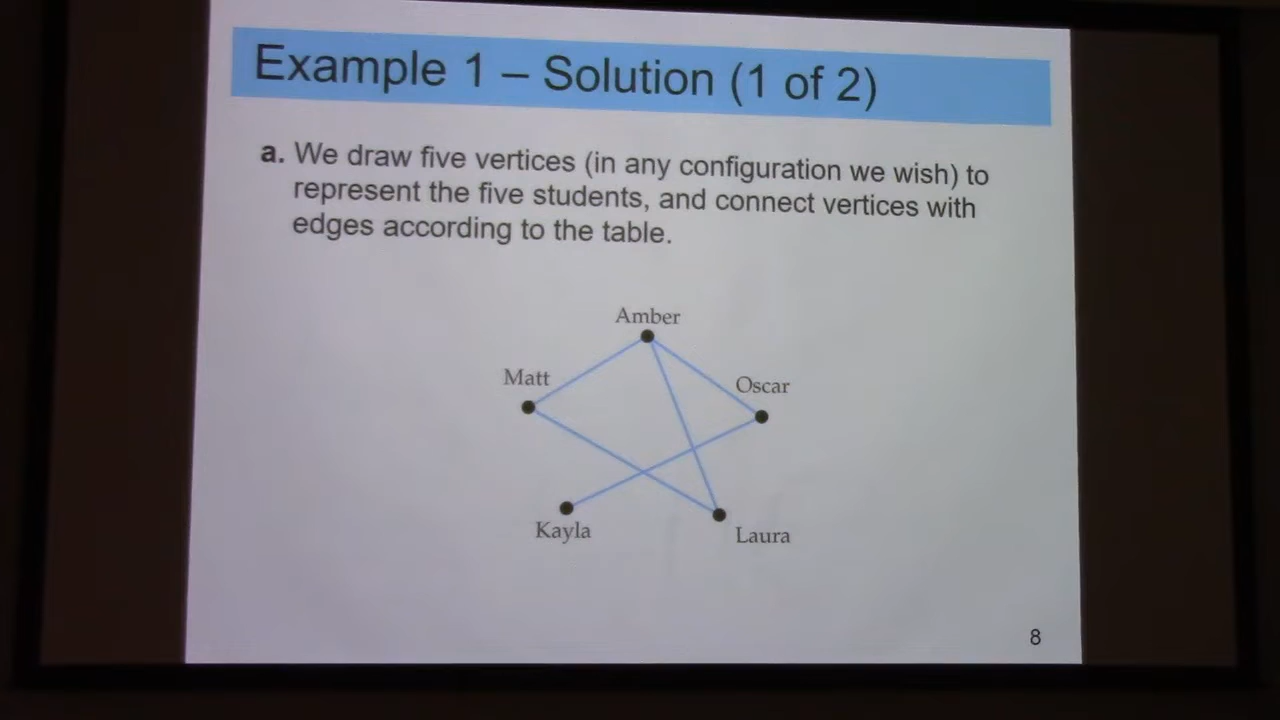 Example 1 – Solution (1 of 2)
a. We draw five vertices (in any configuration we wish) to
represent the five students, and connect vertices with
edges according to the table.
Amber
Matt
Oscar
Kayla
Laura
8